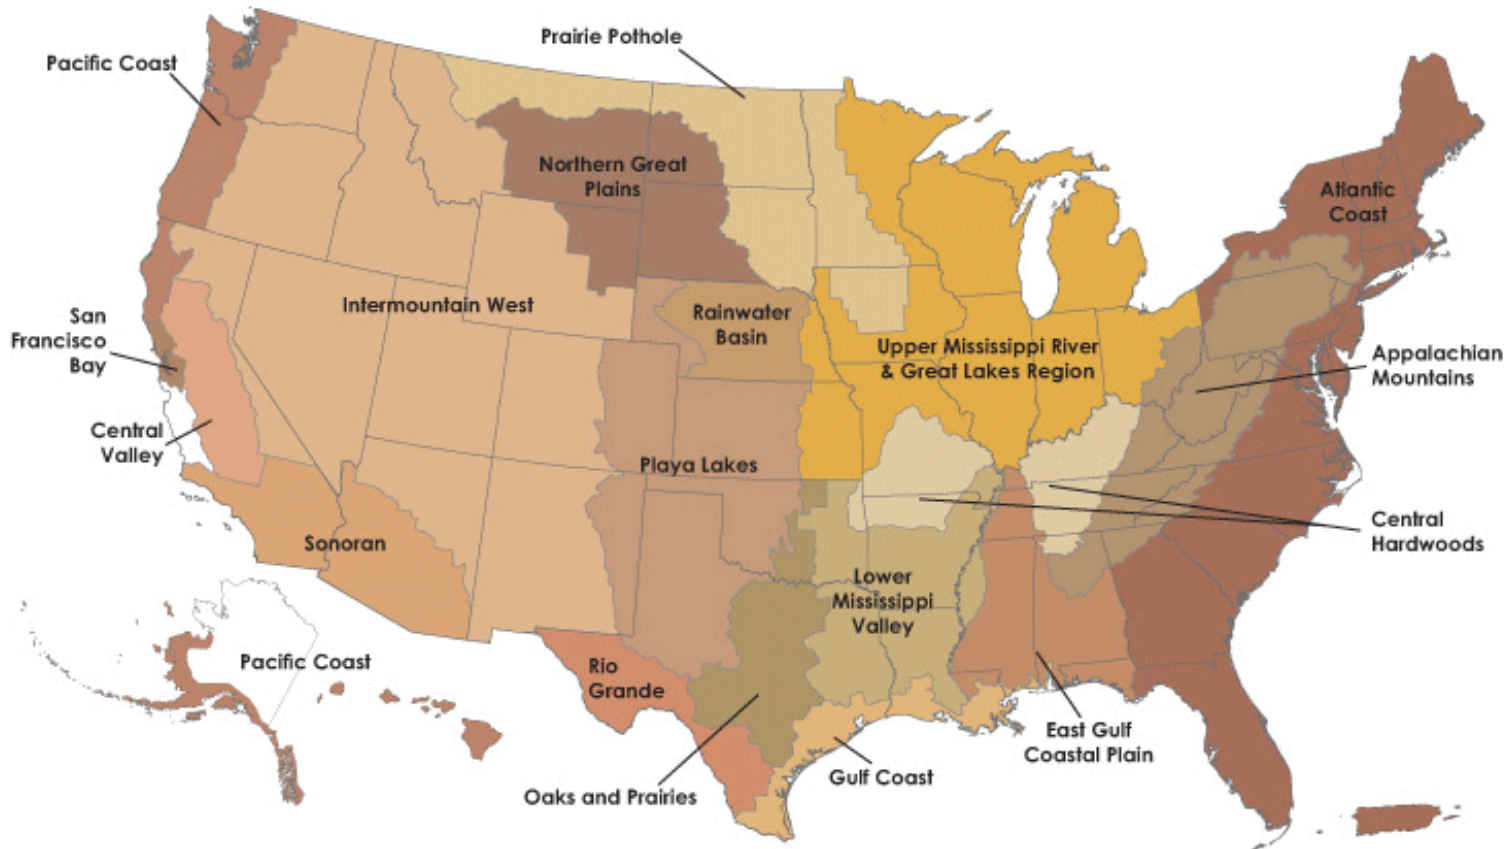 Prairie Pothole
Pacific Coast
Northern Great
Plains
Atlantic
Coast
Intermountain West
Rainwater
Basin
San
Francisco
Bay
Upper Mississippi River
& Great Lakes Region
Appalachian
Mountains
Central
Valley
Playa Lakes
Central
Hardwoods
Sonoran
Lower
Mississippi
Valley
Pacific Coast
Rio
Grande
East Gulf
Coastal Plain
Gulf Coast
Oaks and Prairies